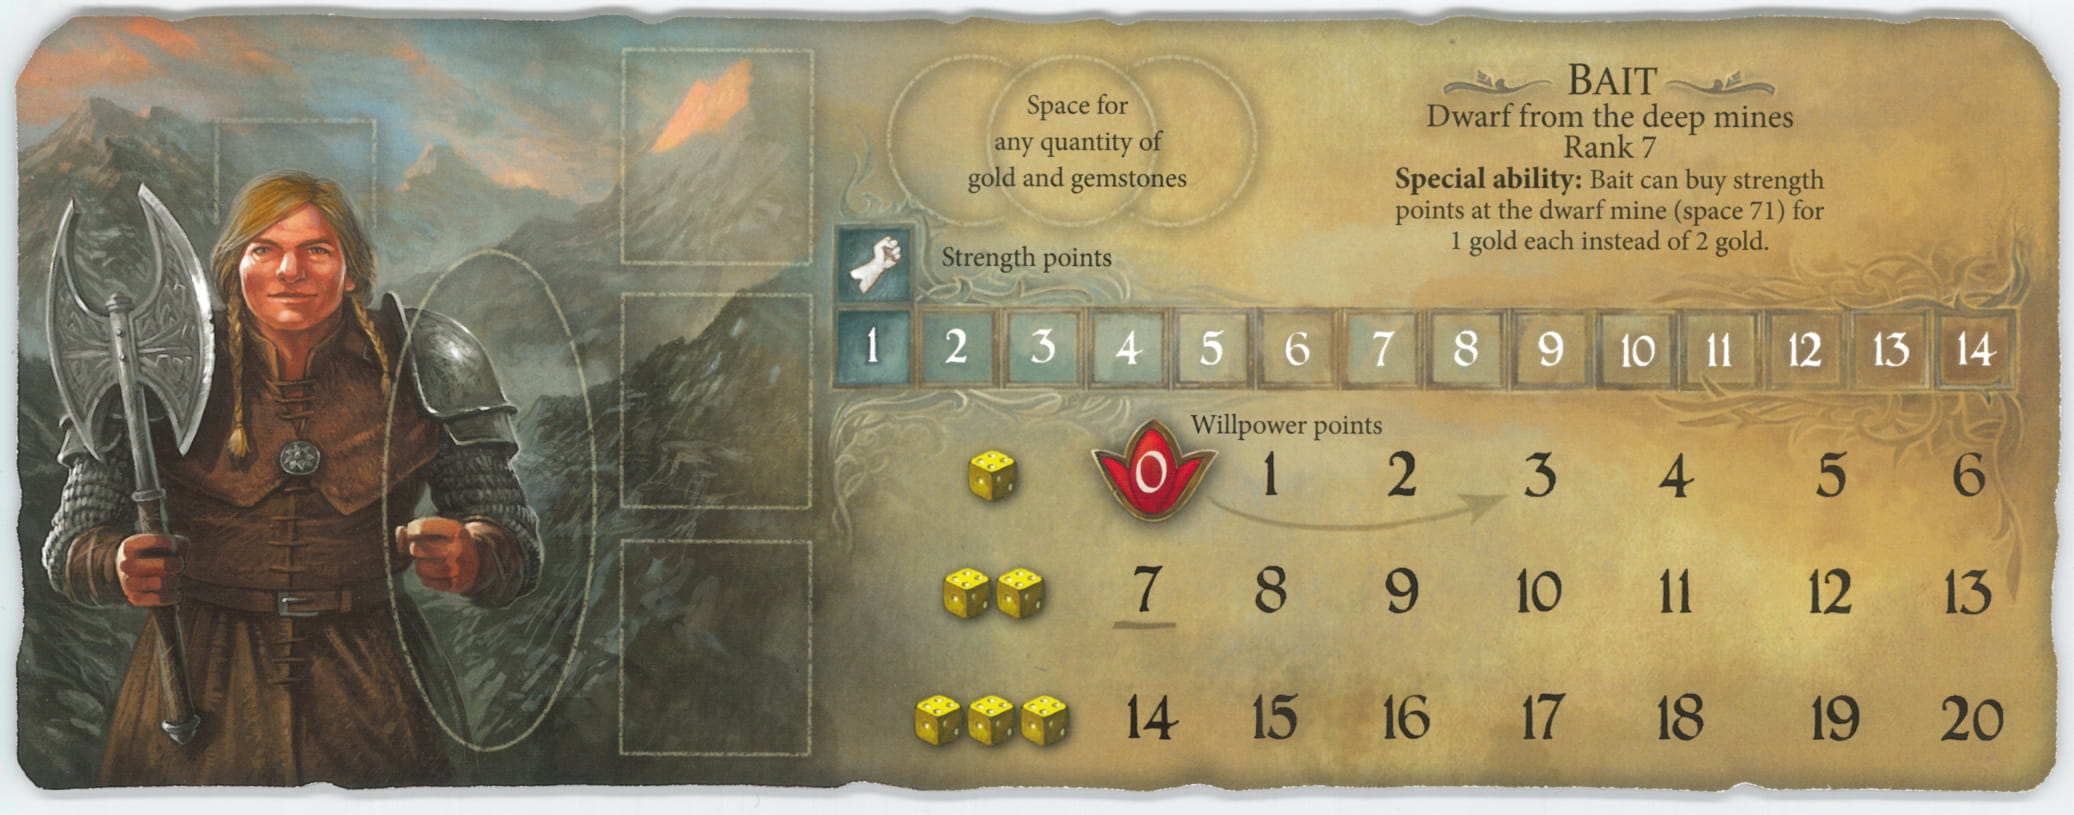 Space for
any quantity of
gold and gemstones
BAIT
Dwarf from the deep mines
Rank 7
Special ability: Bait can buy strength
points at the dwarf mine (space 71) for
1 gold each instead of 2 gold.
Strength points
1 2 3 4 5 6 7 8 9 10 11 12 13 14
Willpower points
0 1 2 3 4 5 6
7 8 9 10 11 12 13
14 15 16 17 18 19 20